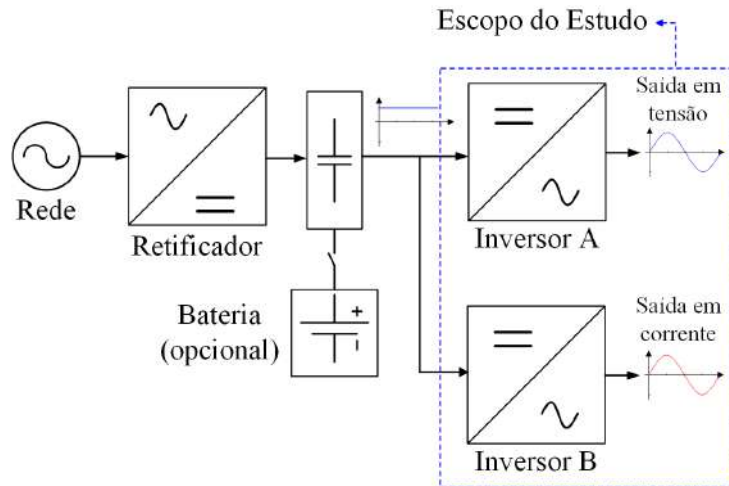 Escopo do Estudo
Saída em
tensão
Rede
Retificador
Inversor A
Bateria
(opcional)
+
Saída em
corrente
Inversor B